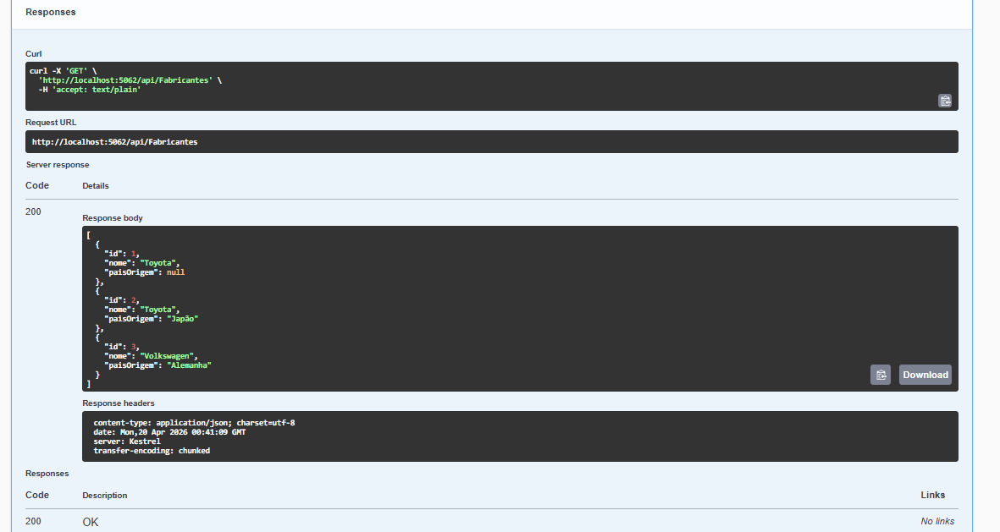 Responses
Curl
curl -X 'GET' \
  'http://localhost:5062/api/Fabricantes' \
  -H 'accept: text/plain'
Request URL
http://localhost:5062/api/Fabricantes
Server response
Code Details
200
Response body
[
  {
    "id": 1,
    "nome": "Toyota",
    "paisOrigem": null
  },
  {
    "id": 2,
    "nome": "Toyota",
    "paisOrigem": "Japão"
  },
  {
    "id": 3,
    "nome": "Volkswagen",
    "paisOrigem": "Alemanha"
  }
]
Download
Response headers
content-type: application/json; charset=utf-8
date: Mon,20 Apr 2026 00:41:09 GMT
server: Kestrel
transfer-encoding: chunked
Responses
Code Description Links
200 OK No links